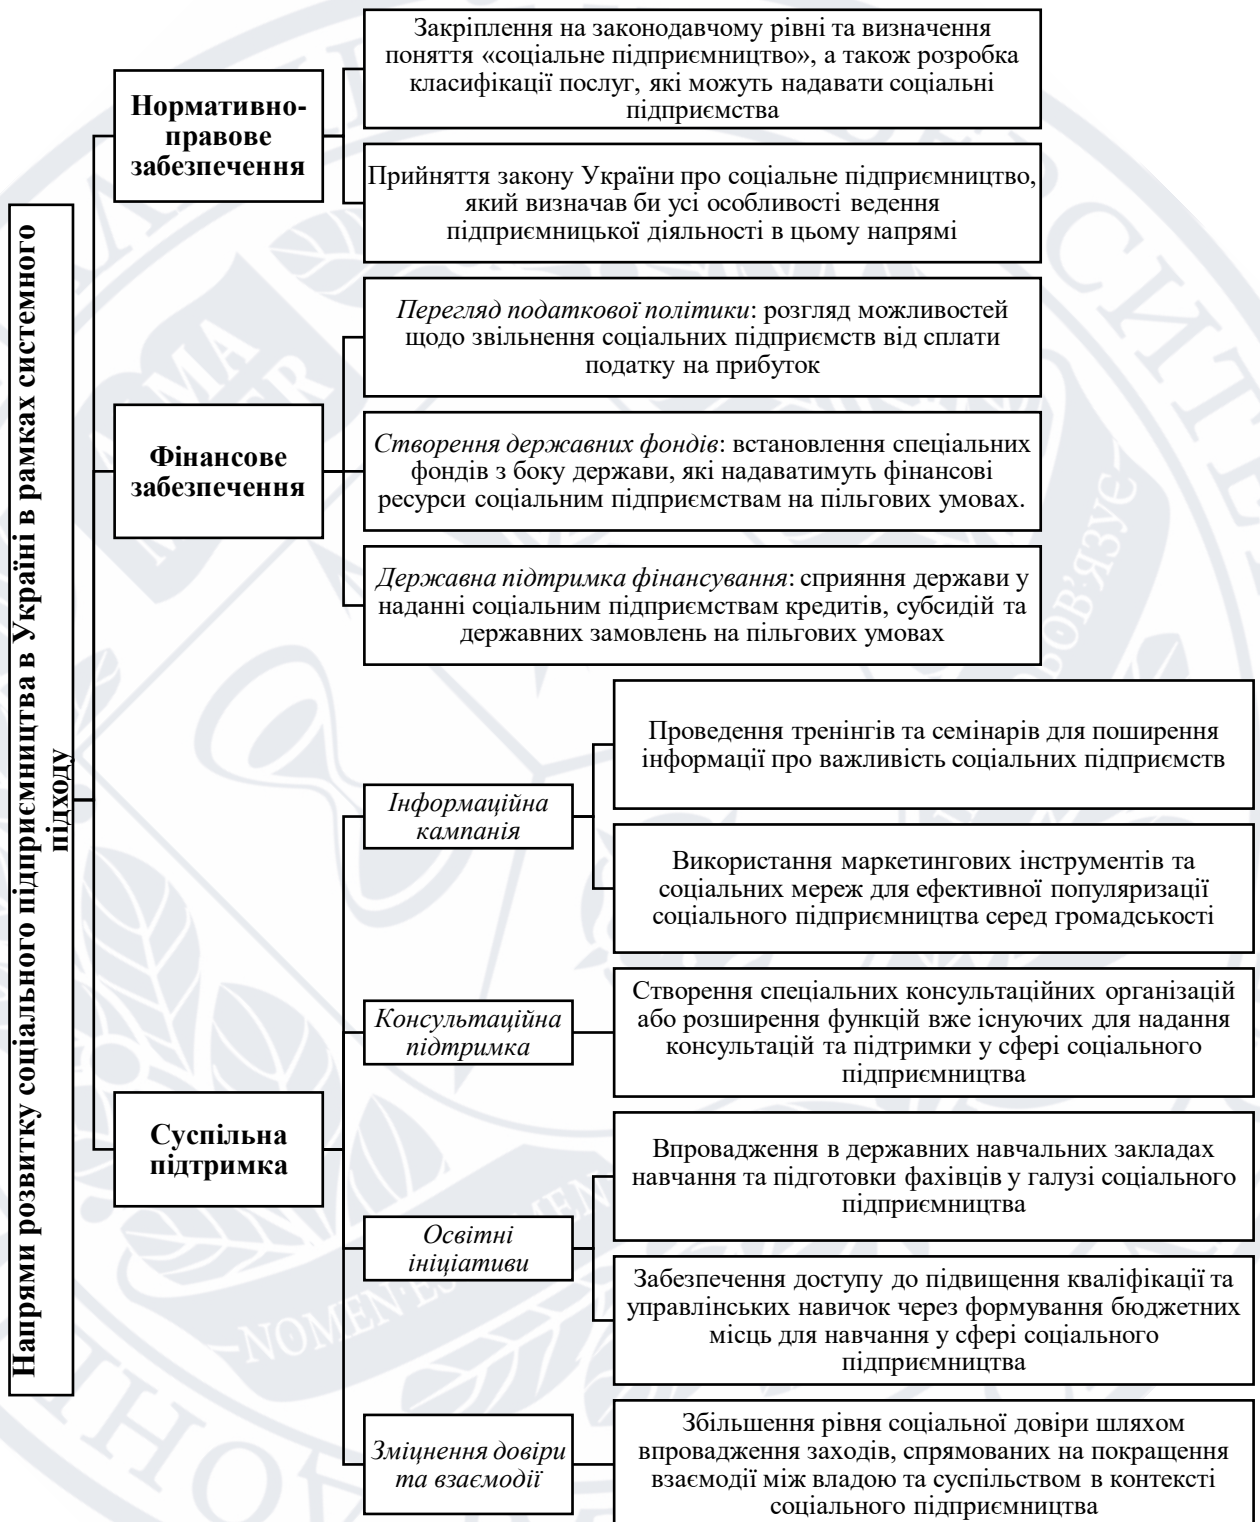 Напрями розвитку соціального підприємництва в Україні в рамках системного
підходу
Нормативно-
правове
забезпечення
Закріплення на законодавчому рівні та визначення
поняття «соціальне підприємництво», а також розробка
класифікації послуг, які можуть надавати соціальні
підприємства
Прийняття закону України про соціальне підприємництво,
який визначав би усі особливості ведення
підприємницької діяльності в цьому напрямі
Фінансове
забезпечення
Перегляд податкової політики: розгляд можливостей
щодо звільнення соціальних підприємств від сплати
податку на прибуток
Створення державних фондів: встановлення спеціальних
фондів з боку держави, які надаватимуть фінансові
ресурси соціальним підприємствам на пільгових умовах.
Державна підтримка фінансування: сприяння держави у
наданні соціальним підприємствам кредитів, субсидій та
державних замовлень на пільгових умовах
Суспільна
підтримка
Інформаційна
кампанія
Проведення тренінгів та семінарів для поширення
інформації про важливість соціальних підприємств
Використання маркетингових інструментів та
соціальних мереж для ефективної популяризації
соціального підприємництва серед громадськості
Консультаційна
підтримка
Створення спеціальних консультаційних організацій
або розширення функцій вже існуючих для надання
консультацій та підтримки у сфері соціального
підприємництва
Освітні
ініціативи
Впровадження в державних навчальних закладах
навчання та підготовки фахівців у галузі соціального
підприємництва
Забезпечення доступу до підвищення кваліфікації та
управлінських навичок через формування бюджетних
місць для навчання у сфері соціального
підприємництва
Зміцнення довіри
та взаємодії
Збільшення рівня соціальної довіри шляхом
впровадження заходів, спрямованих на покращення
взаємодії між владою та суспільством в контексті
соціального підприємництва